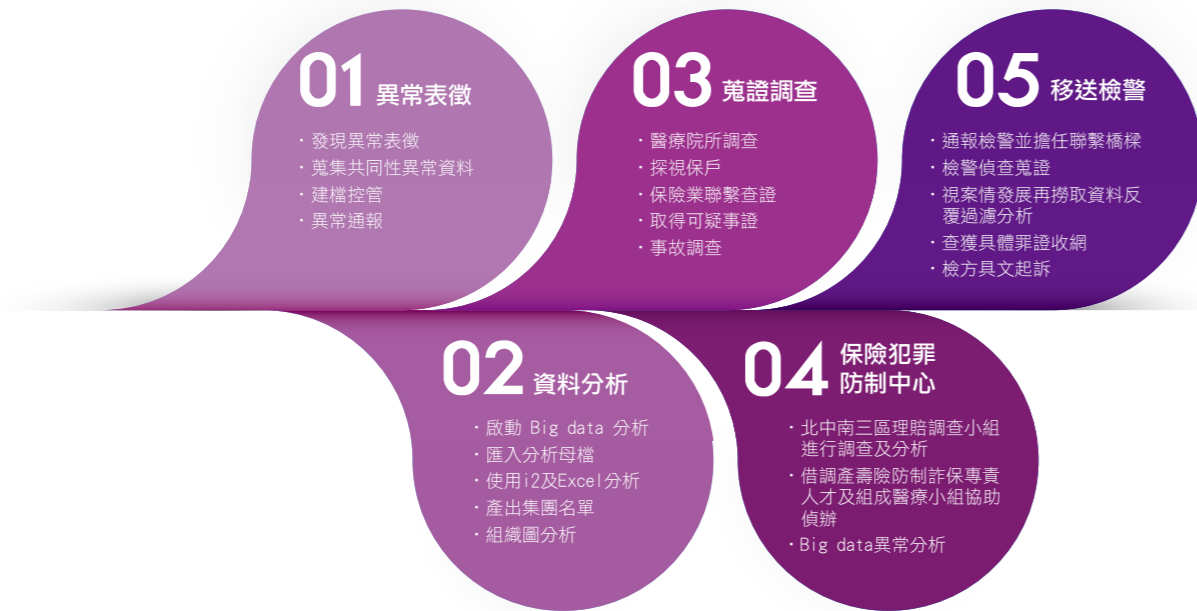 01 異常表徵
・發現異常表徵
・蒐集共同性異常資料
・建檔控管
・異常通報
02 資料分析
・啟動 Big data 分析
・匯入分析母檔
・使用i2及Excel分析
・產出集團名單
・組織圖分析
03 蒐證調查
・醫療院所調查
・探視保戶
・保險業聯繫查證
・取得可疑事證
・事故調查
04 保險犯罪
防制中心
・北中南三區理賠調查小組
進行調查及分析
・借調產壽險防制詐保專責
人才及組成醫療小組協助
偵辦
・Big data異常分析
05 移送檢警
・通報檢警並擔任聯繫橋樑
・檢警偵查蒐證
・視案情發展再撈取資料反
覆過濾分析
・查獲具體罪證收網
・檢方具文起訴